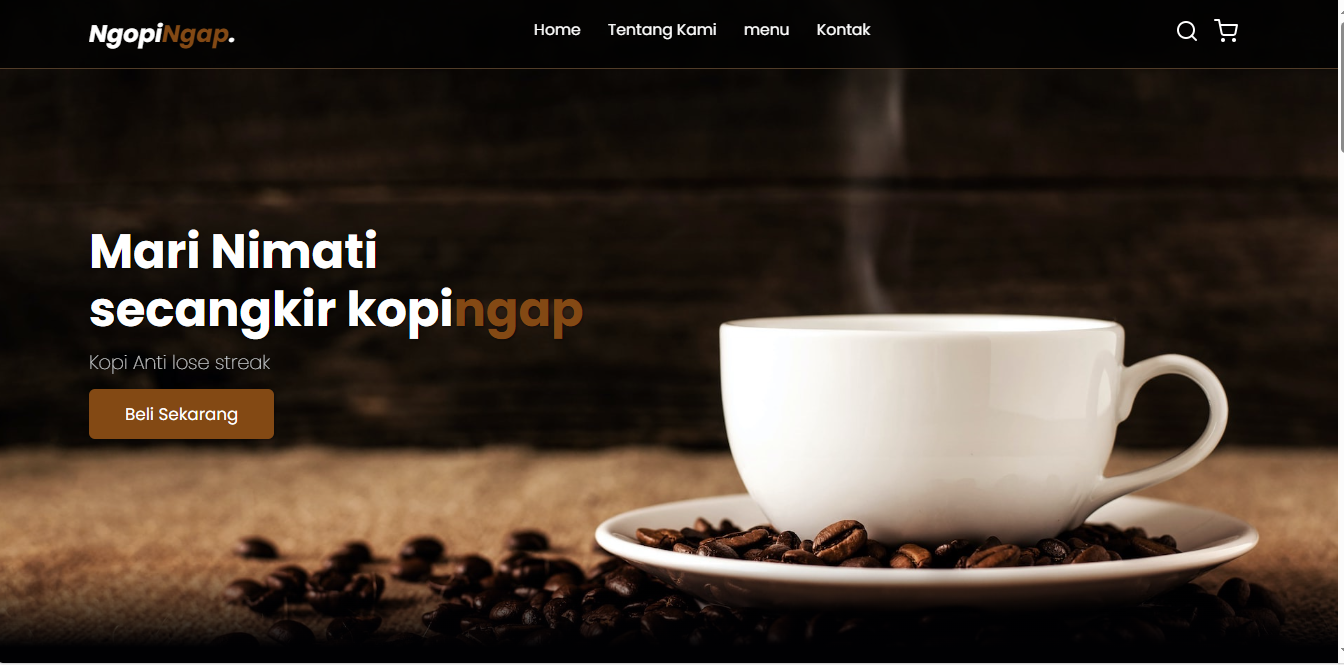 NgopiNgap.
Home Tentang Kami menu Kontak
Mari Nimati
secangkir kopingap
Kopi Anti lose streak
Beli Sekarang